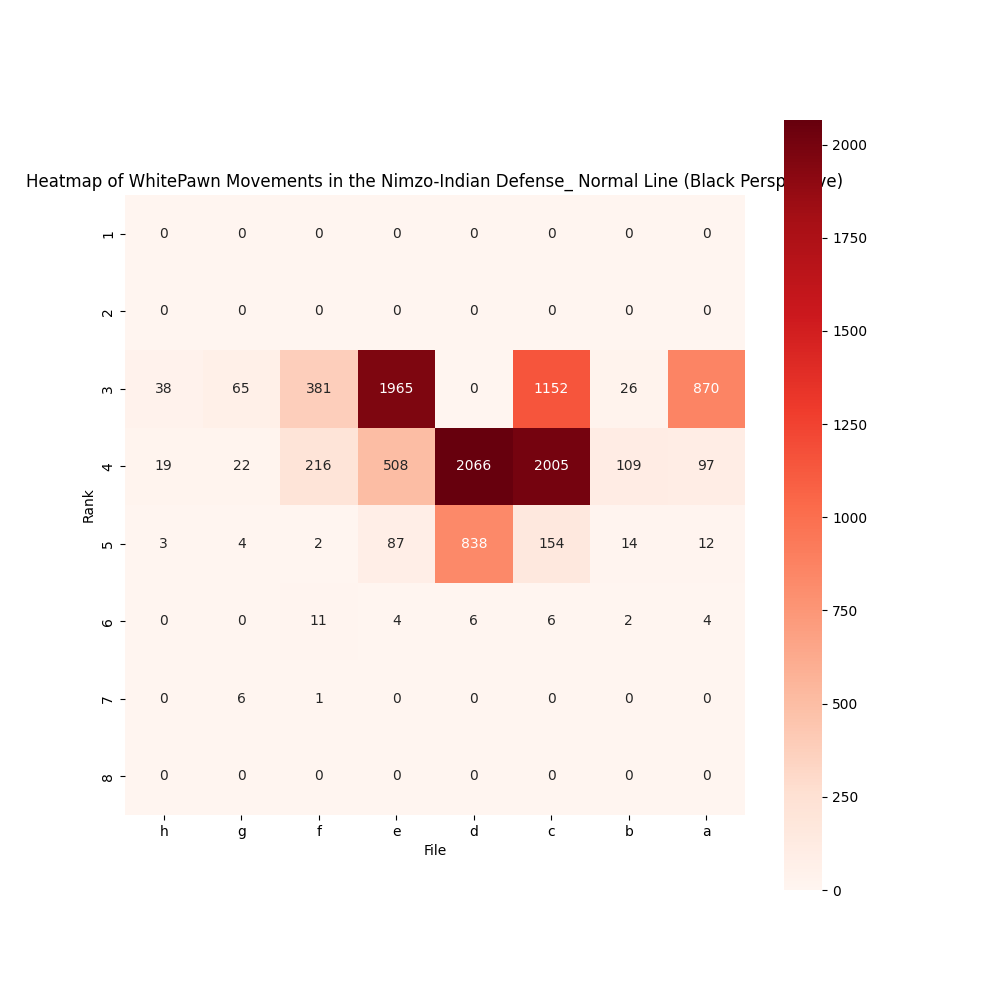 Heatmap of WhitePawn Movements in the Nimzo-Indian Defense_ Normal Line (Black Persp ve)
2000
1750
1500
1250
1000
750
500
250
0
Rank
1 0 0 0 0 0 0 0 0
2 0 0 0 0 0 0 0 0
3 38 65 381 1965 0 1152 26 870
4 19 22 216 508 2066 2005 109 97
5 3 4 2 87 838 154 14 12
6 0 0 11 4 6 6 2 4
7 0 6 1 0 0 0 0 0
8 0 0 0 0 0 0 0 0
h g f e d c b a
File